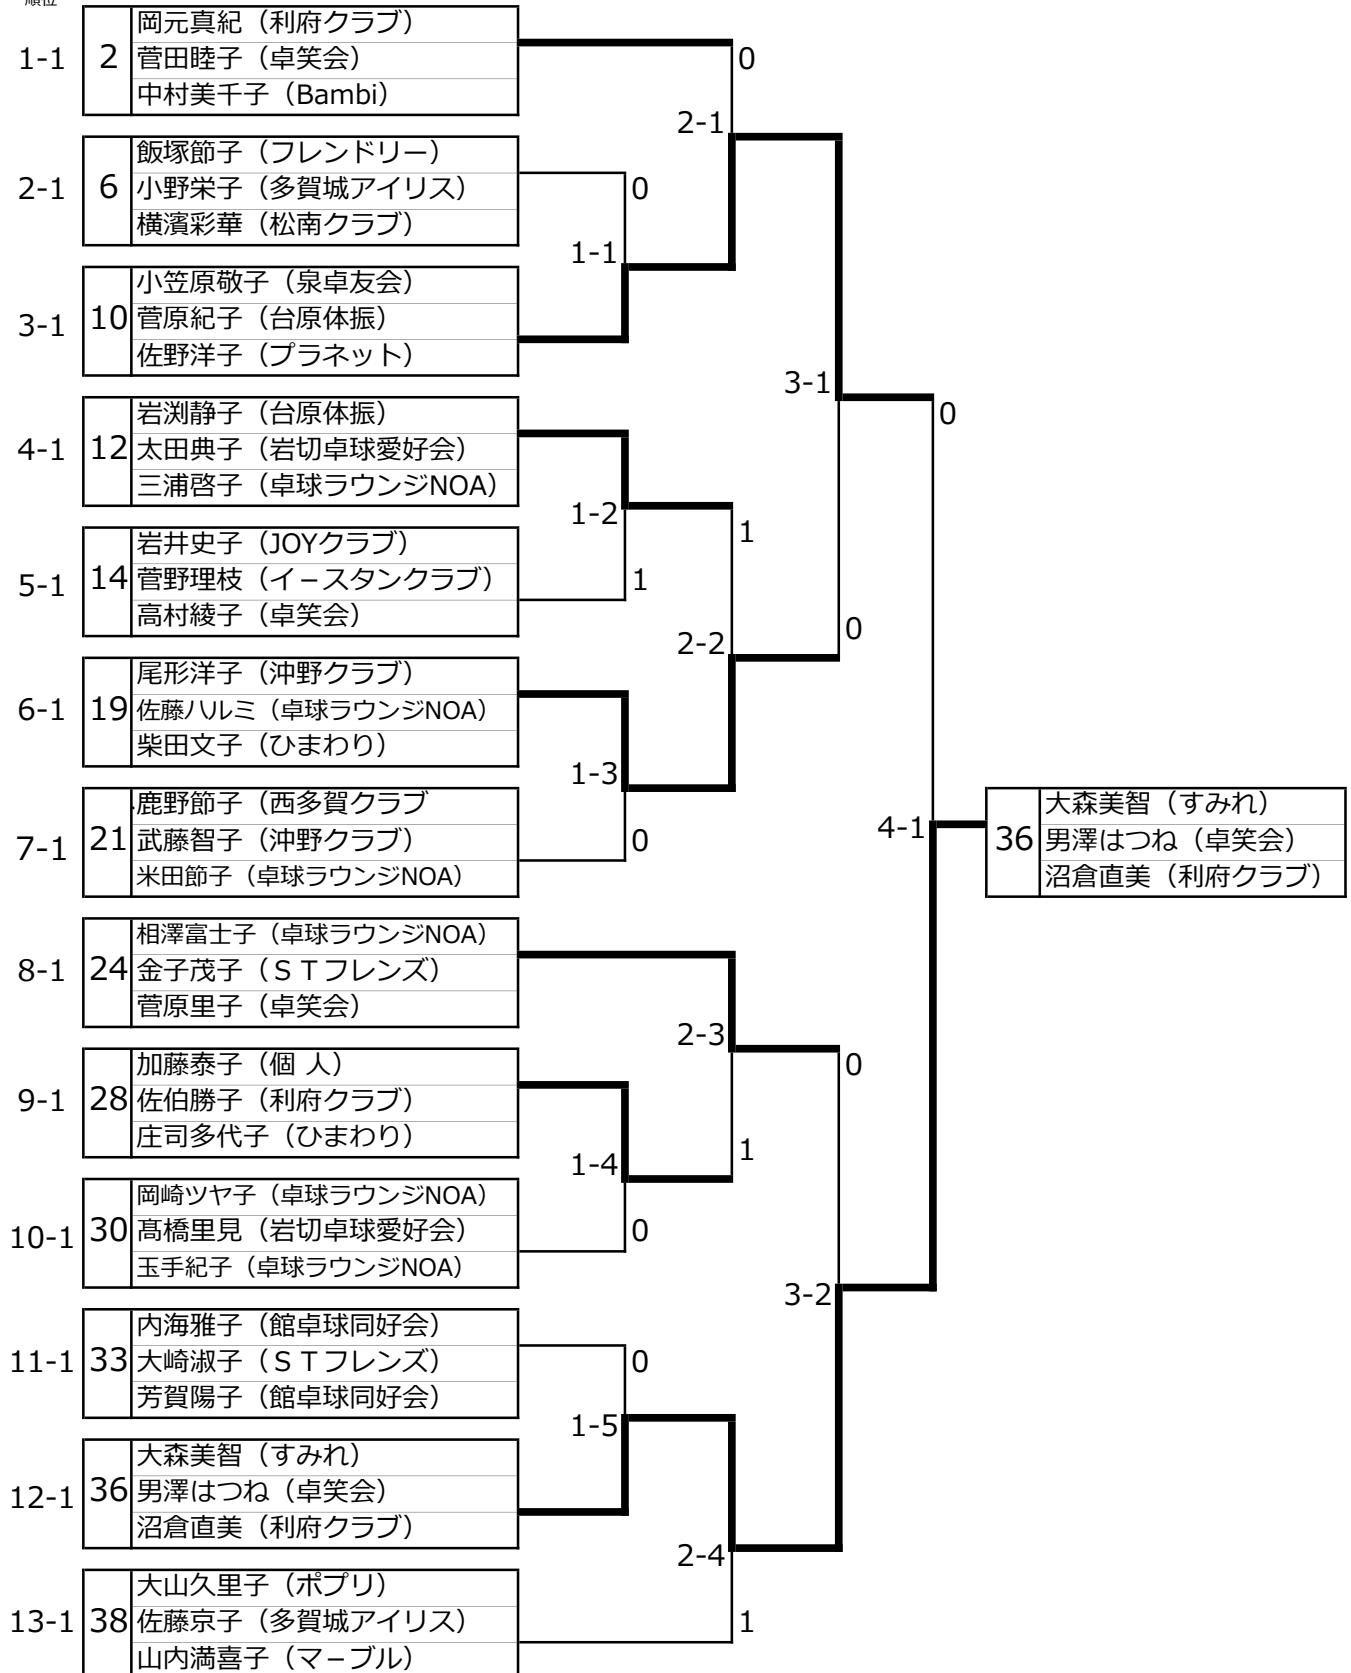 順位
1-1 2 岡元真紀（利府クラブ）
菅田睦子（卓笑会）
中村美千子（Bambi）
0
2-1
2-1 6 飯塚節子（フレンドリー）
小野栄子（多賀城アイリス）
横濱彩華（松南クラブ）
0
1-1
3-1 10 小笠原敬子（泉卓友会）
菅原紀子（台原体振）
佐野洋子（プラネット）
3-1
0
4-1 12 岩渕静子（台原体振）
太田典子（岩切卓球愛好会）
三浦啓子（卓球ラウンジNOA）
1-2
1
5-1 14 岩井史子（JOYクラブ）
菅野理枝（イ－スタンクラブ）
高村綾子（卓笑会）
1
2-2
0
6-1 19 尾形洋子（沖野クラブ）
佐藤ハルミ（卓球ラウンジNOA）
柴田文子（ひまわり）
1-3
7-1 21 鹿野節子（西多賀クラブ
武藤智子（沖野クラブ）
米田節子（卓球ラウンジNOA）
0
4-1
36 大森美智（すみれ）
男澤はつね（卓笑会）
沼倉直美（利府クラブ）
8-1 24 相澤富士子（卓球ラウンジNOA）
金子茂子（ＳＴフレンズ）
菅原里子（卓笑会）
2-3
0
9-1 28 加藤泰子（個 人）
佐伯勝子（利府クラブ）
庄司多代子（ひまわり）
1-4
1
10-1 30 岡崎ツヤ子（卓球ラウンジNOA）
髙橋里見（岩切卓球愛好会）
玉手紀子（卓球ラウンジNOA）
0
3-2
11-1 33 内海雅子（館卓球同好会）
大崎淑子（ＳＴフレンズ）
芳賀陽子（館卓球同好会）
0
1-5
12-1 36 大森美智（すみれ）
男澤はつね（卓笑会）
沼倉直美（利府クラブ）
2-4
13-1 38 大山久里子（ポプリ）
佐藤京子（多賀城アイリス）
山内満喜子（マ－ブル）
1